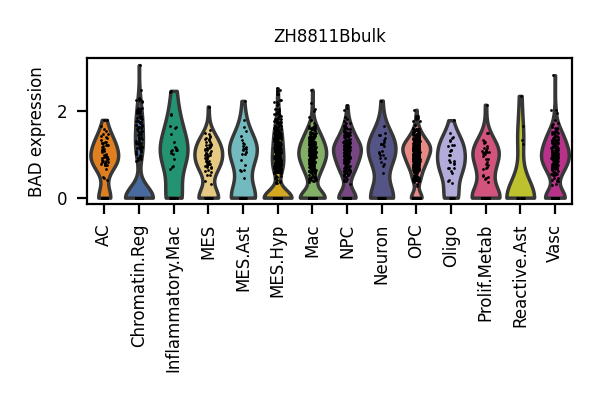 ZH8811Bbulk
BAD expression
2
0
AC
Chromatin.Reg
Inflammatory.Mac
MES
MES.Ast
MES.Hyp
Mac
NPC
Neuron
OPC
Oligo
Prolif.Metab
Reactive.Ast
Vasc